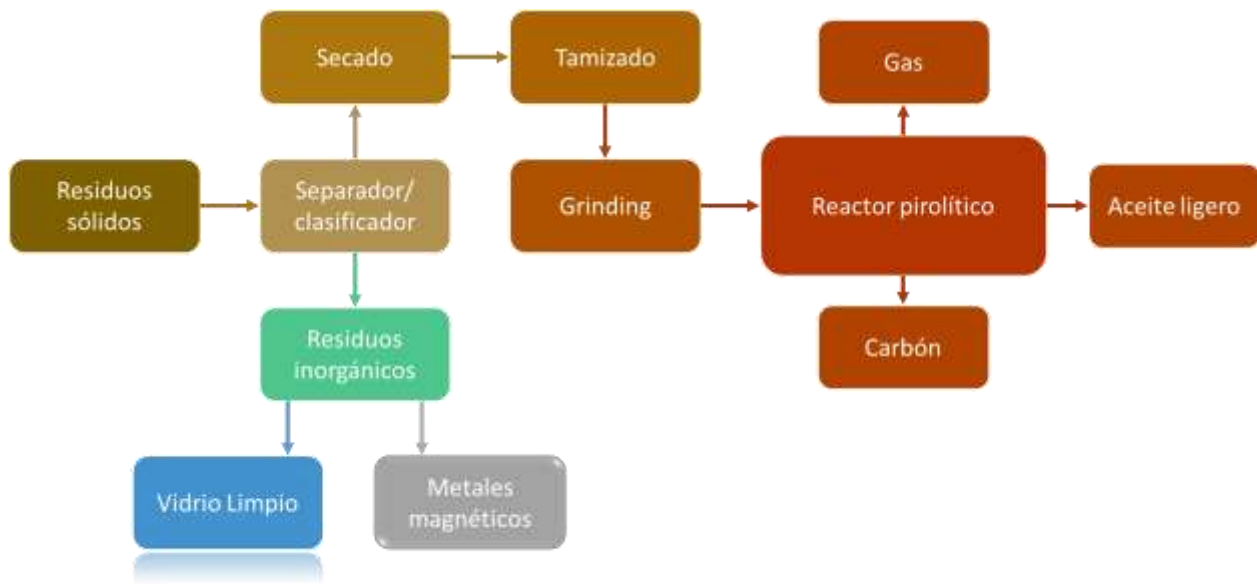 Secado
Tamizado
Gas
Residuos
sólidos
Separador/
clasificador
Grinding
Reactor pirolítico
Aceite ligero
Residuos
inorgánicos
Carbón
Vidrio Limpio
Metales
magnéticos